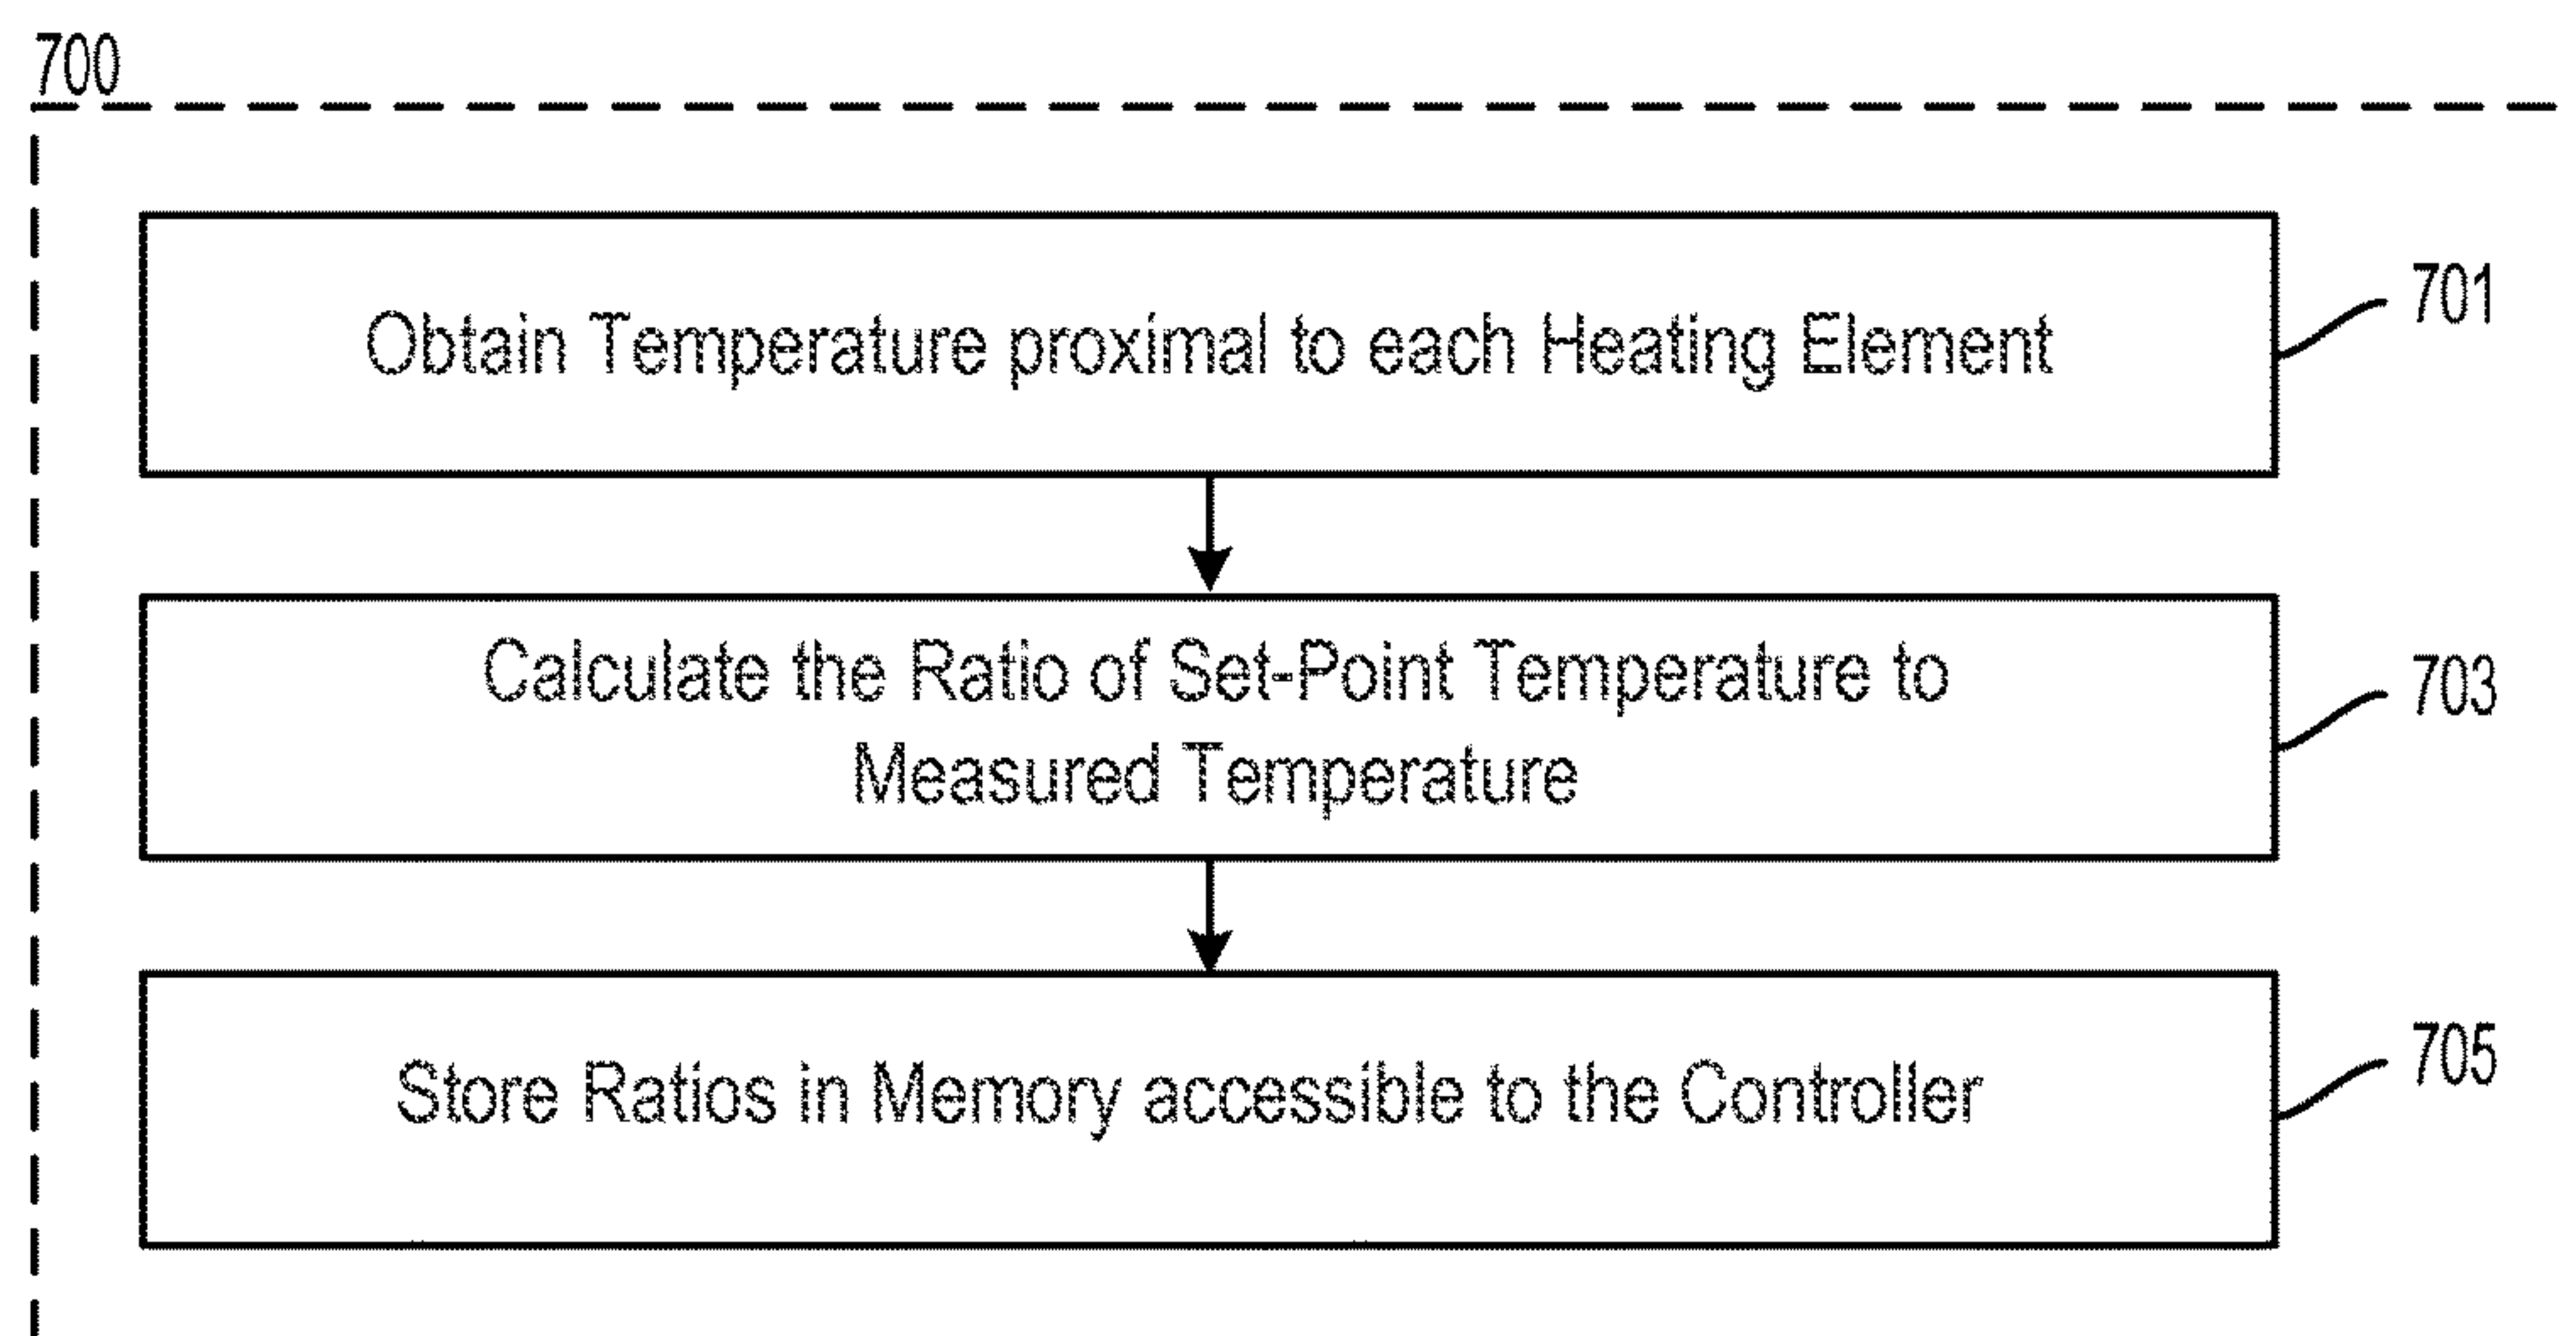 700
Obtain Temperature proximal to each Heating Element
701
Calculate the Ratio of Set-Point Temperature to
Measured Temperature
703
Store Ratios in Memory accessible to the Controller
705